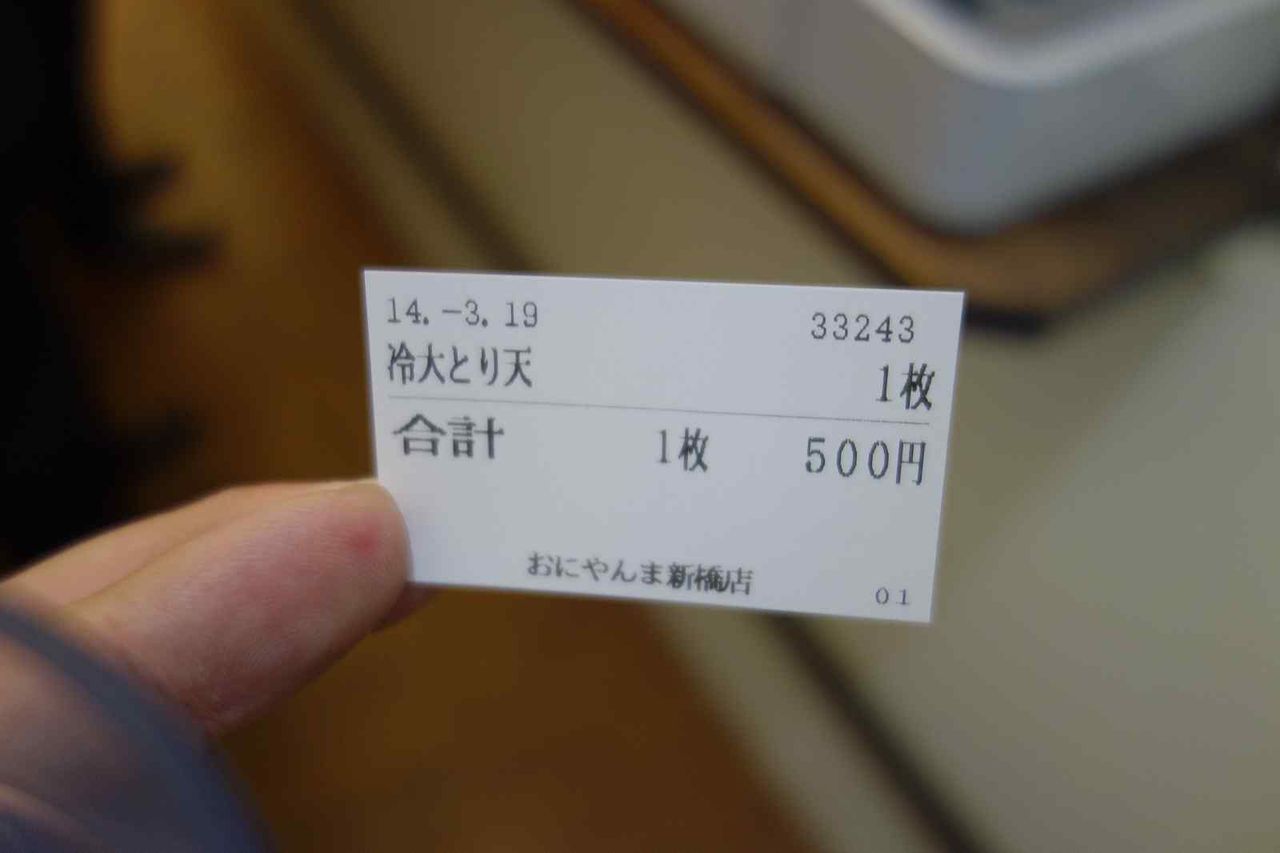 14.-3.19 33243
冷大とり天 1枚
合計 1枚 500円
おにやんま新橋店 01